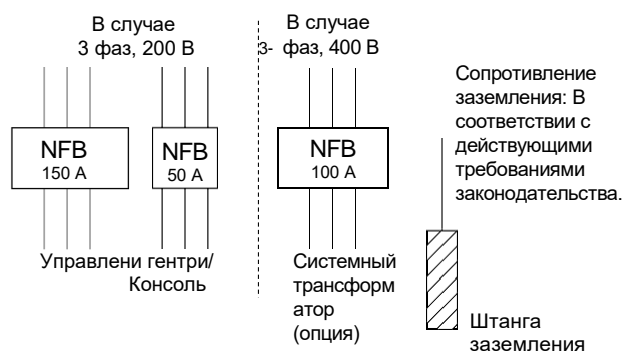 В случае
3 фаз, 200 В
В случае
3- фаз, 400 В
Сопротивление
заземления: В
соответствии с
действующими
требованиями
законодательства.
NFB
150 A
NFB
50 A
NFB
100 A
Управлени гентри/
Консоль
Системный
трансформ
атор
(опция)
Штанга
заземления